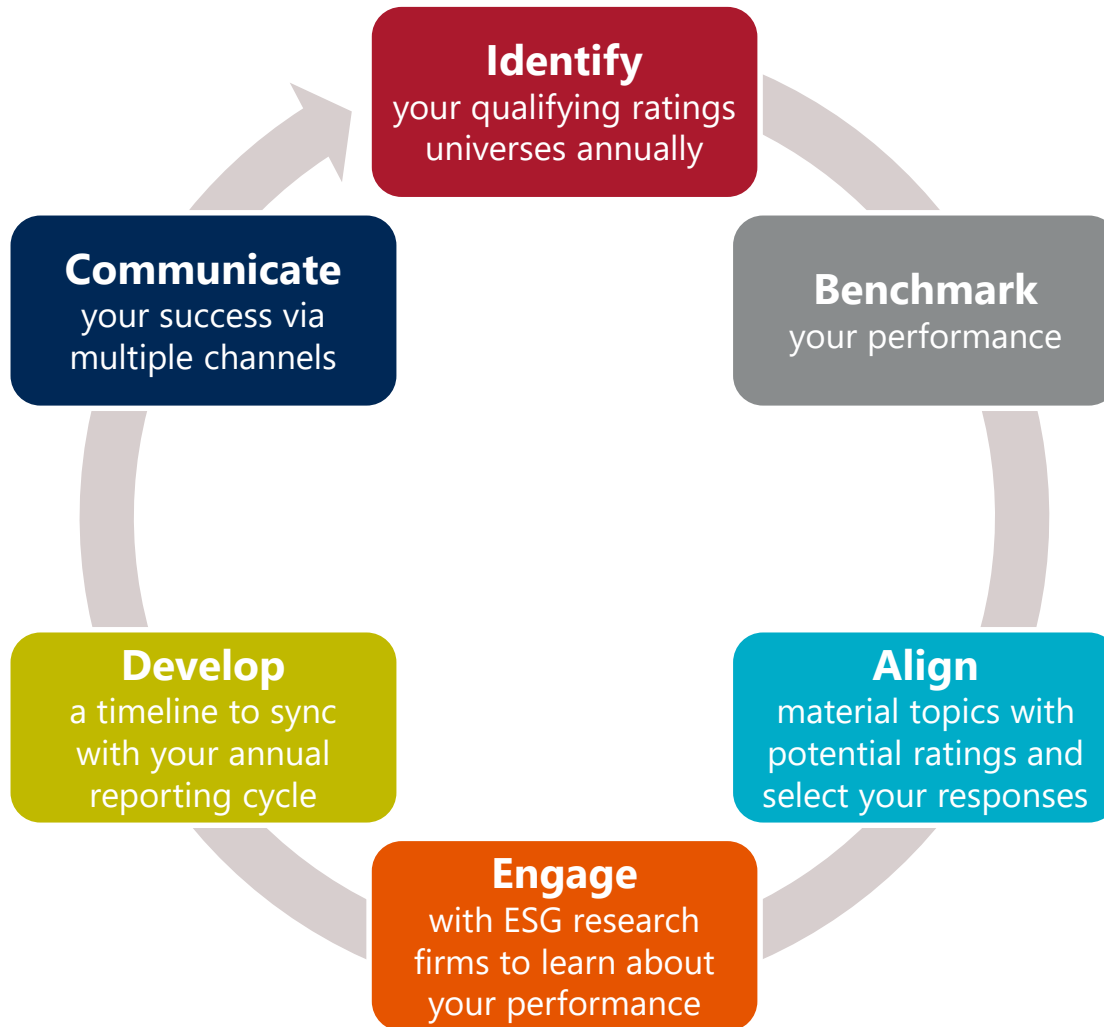 Identify
your qualifying ratings
universes annually
Benchmark
your performance
Align
material topics with
potential ratings and
select your responses
Engage
with ESG research
firms to learn about
your performance
Develop
a timeline to sync
with your annual
reporting cycle
Communicate
your success via
multiple channels